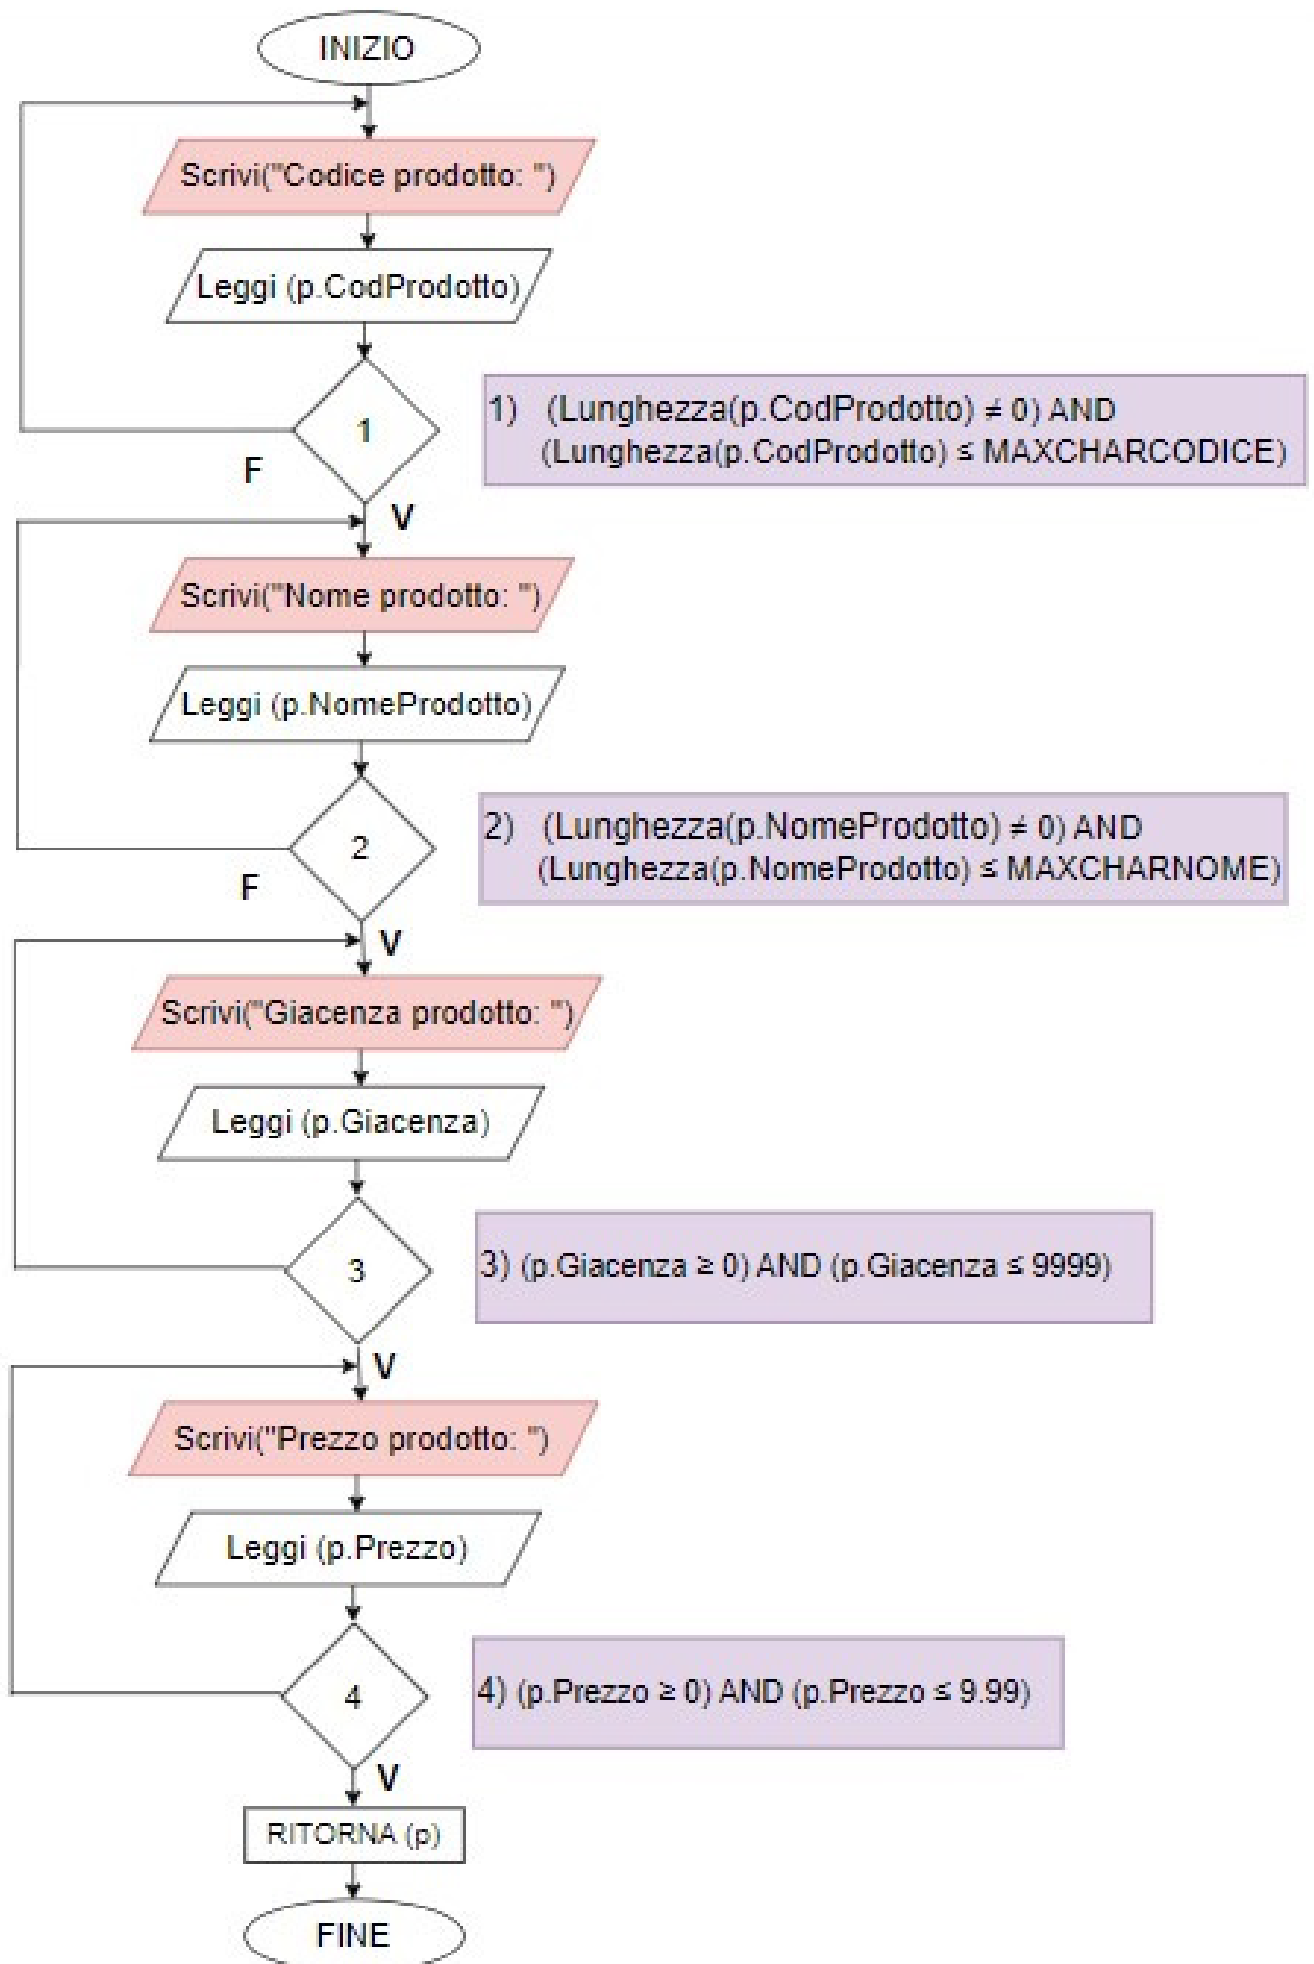 INIZIO
Scrivi("Codice prodotto: ")
Leggi (p.CodProdotto)
1
F
V
1) (Lunghezza(p.CodProdotto) ≠ 0) AND
(Lunghezza(p.CodProdotto) ≤ MAXCHARCODICE)
Scrivi("Nome prodotto: ")
Leggi (p.NomeProdotto)
2
F
V
2) (Lunghezza(p.NomeProdotto) ≠ 0) AND
(Lunghezza(p.NomeProdotto) ≤ MAXCHARNOME)
Scrivi("Giacenza prodotto: ")
Leggi (p.Giacenza)
3
V
3) (p.Giacenza ≥ 0) AND (p.Giacenza ≤ 9999)
Scrivi("Prezzo prodotto: ")
Leggi (p.Prezzo)
4
V
4) (p.Prezzo ≥ 0) AND (p.Prezzo ≤ 9.99)
RITORNA (p)
FINE